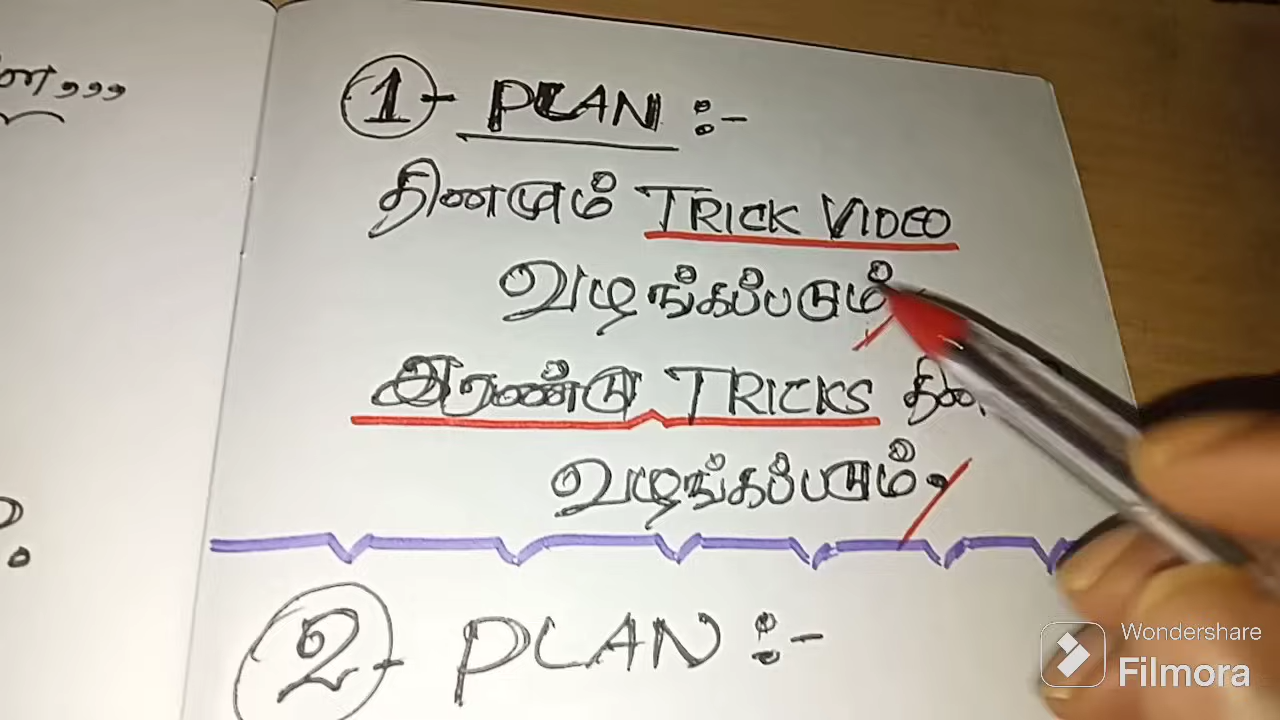 ① - PLAN :-
தினமும் TRICK VIDEO
வழங்கப்படும்
இரண்டு TRICKS
வழங்கப்படும்.
② - PLAN :-
Wondershare
Filmora